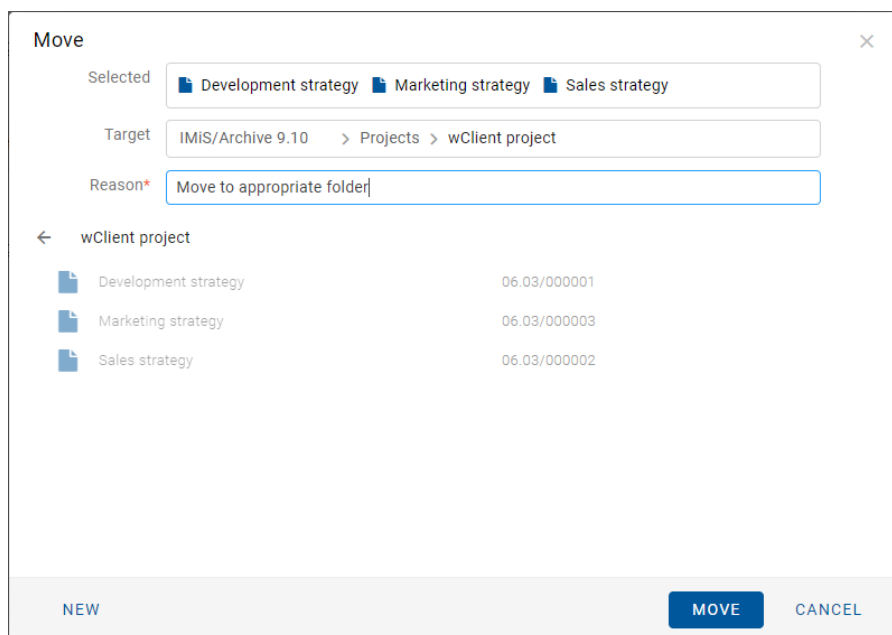 Move
Selected Development strategy Marketing strategy Sales strategy
Target IMiS/Archive 9.10 > Projects > wClient project
Reason* Move to appropriate folder
wClient project
Development strategy 06.03/000001
Marketing strategy 06.03/000003
Sales strategy 06.03/000002
NEW MOVE CANCEL